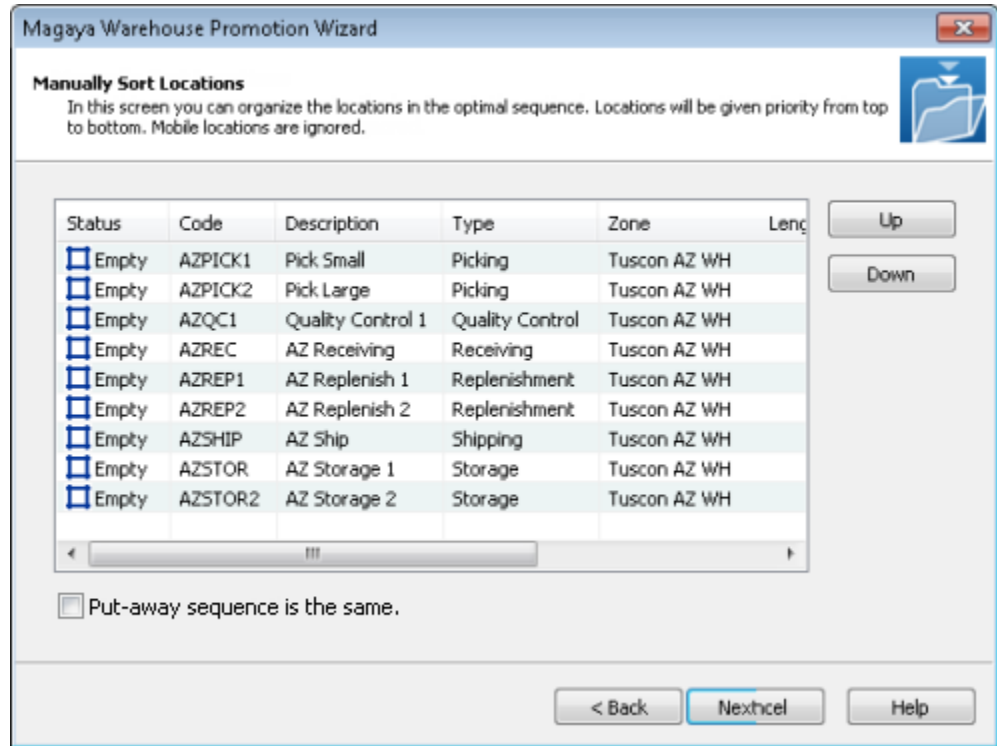 Magaya Warehouse Promotion Wizard
Manually Sort Locations
In this screen you can organize the locations in the optimal sequence. Locations will be given priority from top
to bottom. Mobile locations are ignored.
Status Code Description Type Zone Leng
Empty AZPICK1 Pick Small Picking Tuscon AZ WH
Empty AZPICK2 Pick Large Picking Tuscon AZ WH
Empty AZQC1 Quality Control 1 Quality Control Tuscon AZ WH
Empty AZREC AZ Receiving Receiving Tuscon AZ WH
Empty AZREP1 AZ Replenish 1 Replenishment Tuscon AZ WH
Empty AZREP2 AZ Replenish 2 Replenishment Tuscon AZ WH
Empty AZSHIP AZ Ship Shipping Tuscon AZ WH
Empty AZSTOR AZ Storage 1 Storage Tuscon AZ WH
Empty AZSTOR2 AZ Storage 2 Storage Tuscon AZ WH
Up
Down
Put-away sequence is the same.
< Back Nexthcel Help